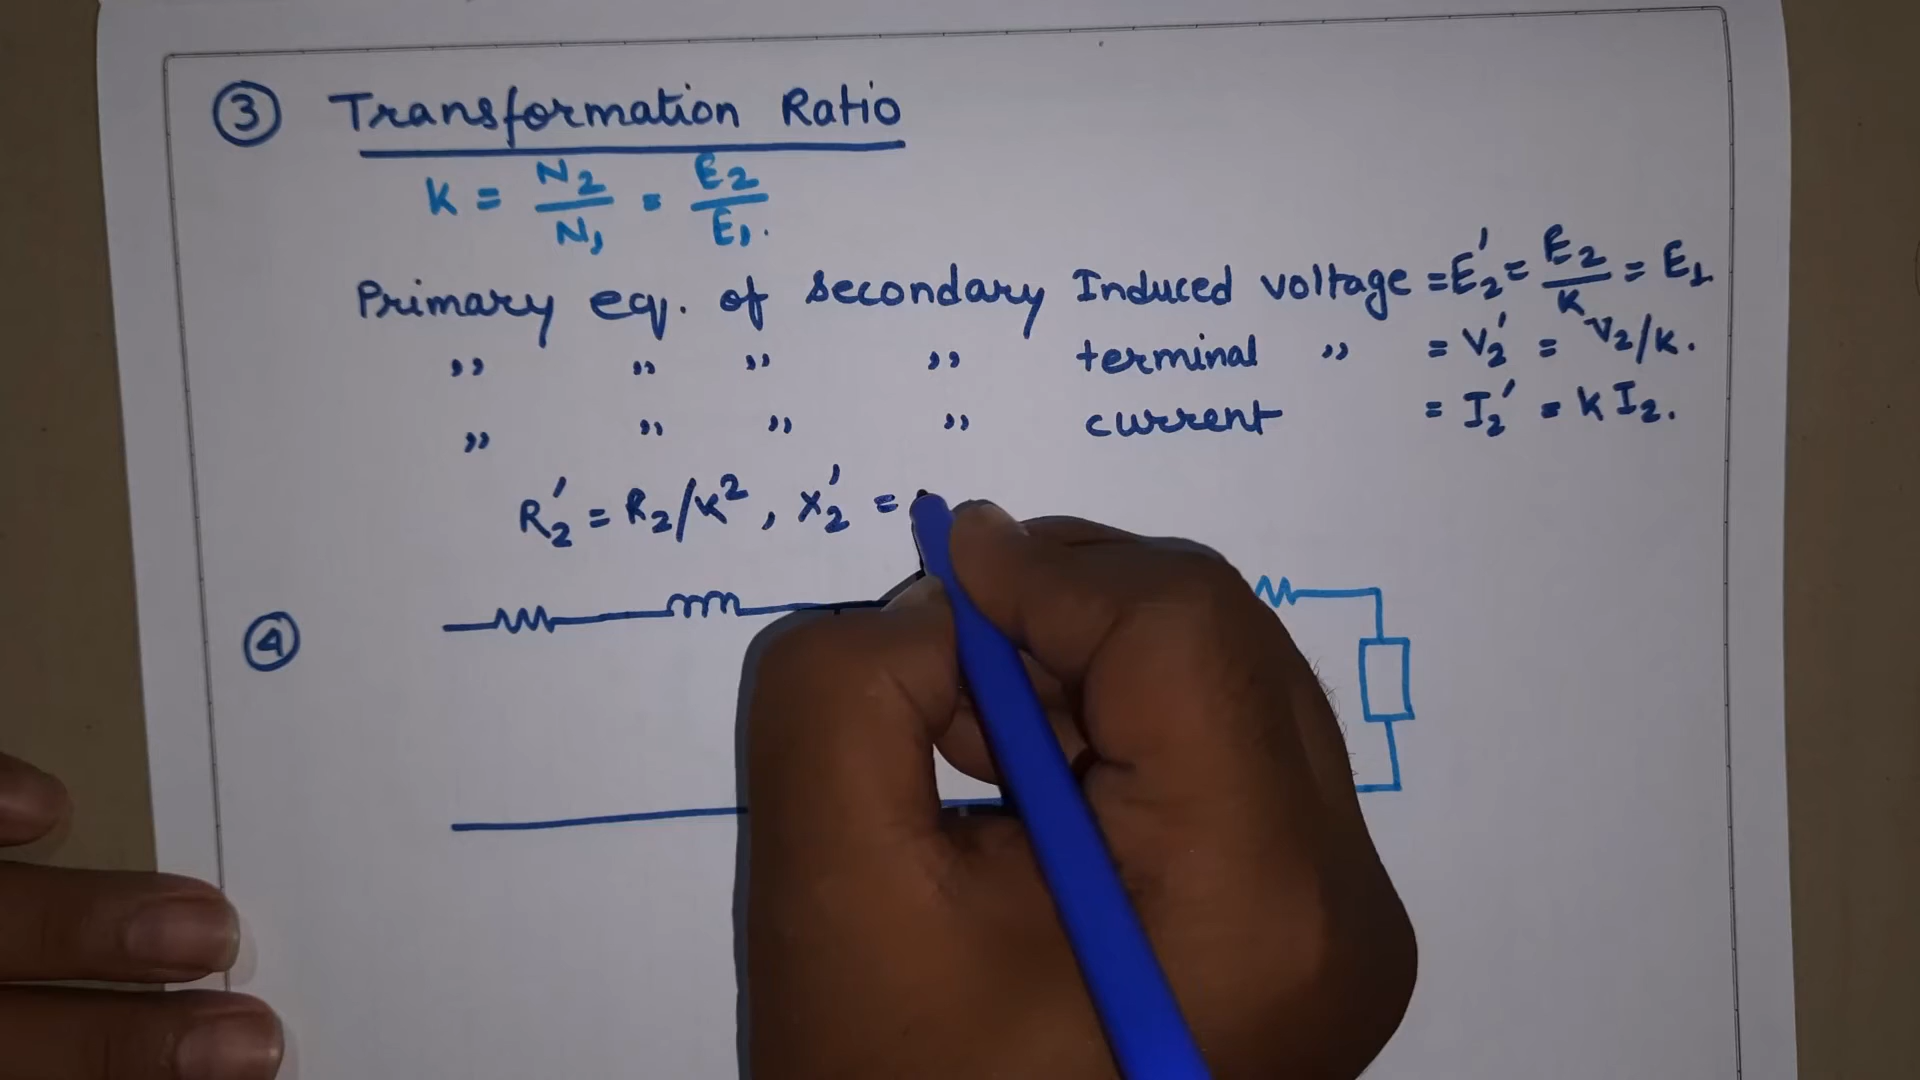 ③ Transformation Ratio
K = N₂/N₁ = E₂/E₁.
Primary eq. of secondary Induced voltage = E₂' = E₂/K = E₁
,, ,, ,, ,, terminal ,, = V₂' = V₂/K.
,, ,, ,, ,, current = I₂' = K I₂.
R₂' = R₂/K², X₂' =
④